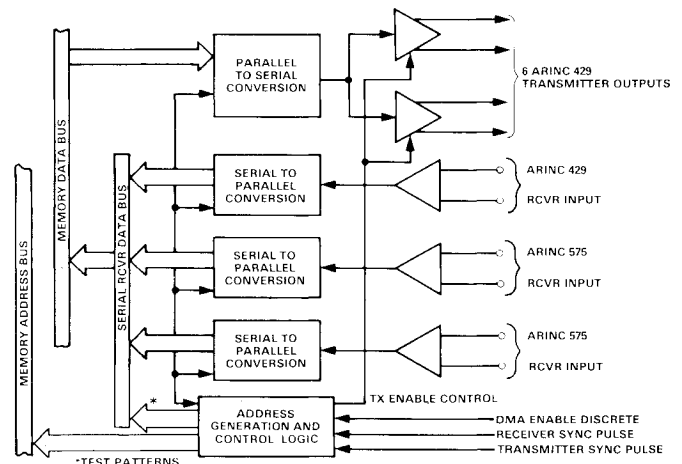 PARALLEL
TO SERIAL
CONVERSION
6 ARINC 429
TRANSMITTER OUTPUTS
MEMORY DATA BUS
MEMORY ADDRESS BUS
SERIAL RCVR DATA BUS
SERIAL TO
PARALLEL
CONVERSION
ARINC 429
RCVR INPUT
SERIAL TO
PARALLEL
CONVERSION
ARINC 575
RCVR INPUT
SERIAL TO
PARALLEL
CONVERSION
ARINC 575
RCVR INPUT
TX ENABLE CONTROL
*
ADDRESS
GENERATION AND
CONTROL LOGIC
DMA ENABLE DISCRETE
RECEIVER SYNC PULSE
TRANSMITTER SYNC PULSE
*TEST PATTERNS